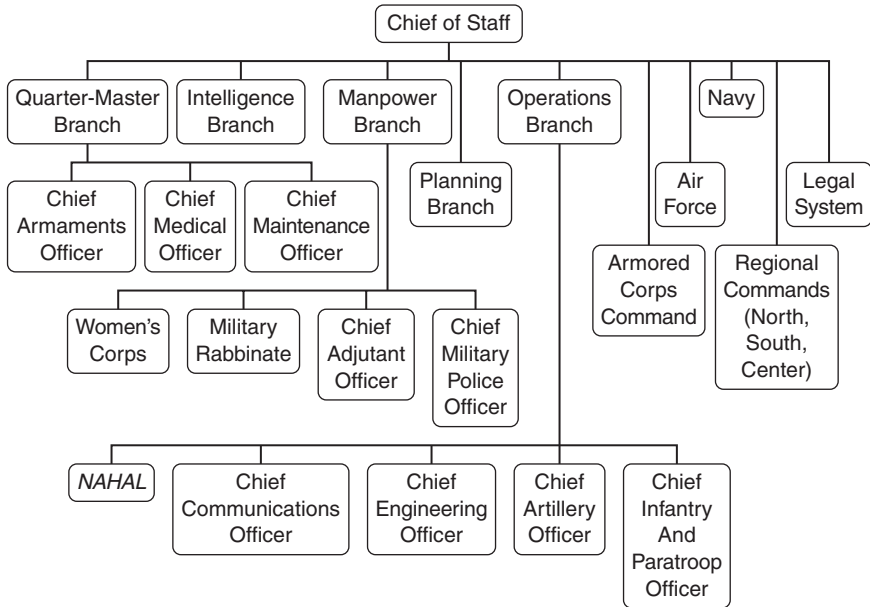 Chief of Staff
Quarter-Master
Branch
Intelligence
Branch
Manpower
Branch
Operations
Branch
Navy
Planning
Branch
Air
Force
Legal
System
Chief
Armaments
Officer
Chief
Medical
Officer
Chief
Maintenance
Officer
Armored
Corps
Command
Regional
Commands
(North,
South,
Center)
Women's
Corps
Military
Rabbinate
Chief
Adjutant
Officer
Chief
Military
Police
Officer
NAHAL
Chief
Communications
Officer
Chief
Engineering
Officer
Chief
Artillery
Officer
Chief
Infantry
And
Paratroop
Officer